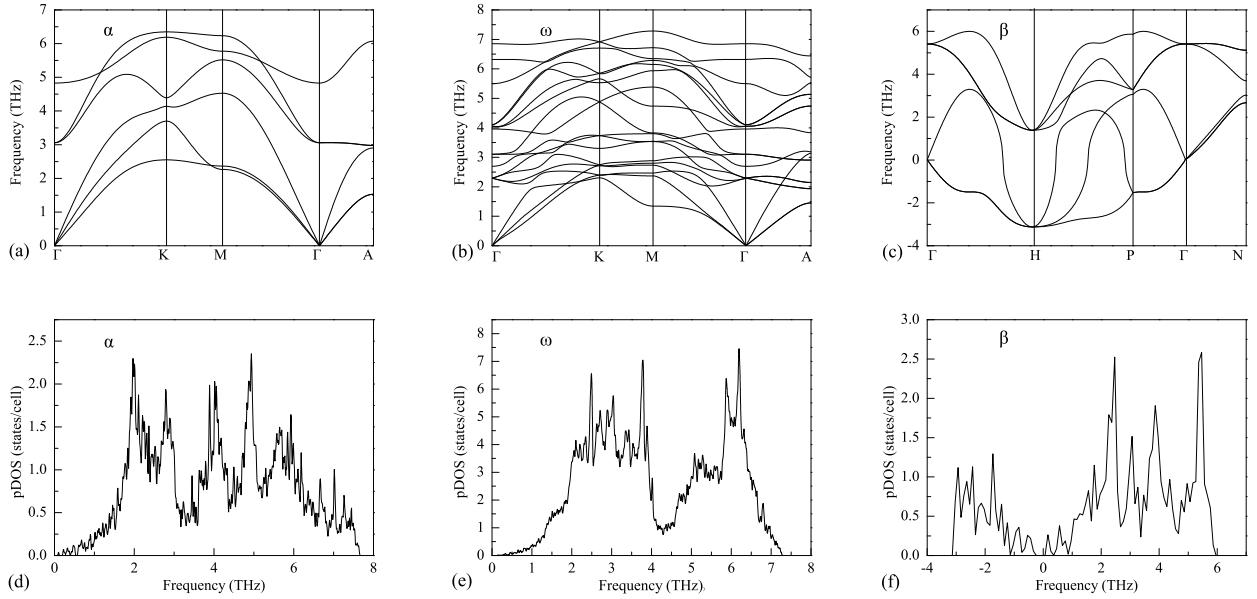 α
Frequency (THz)
7
6
5
4
3
2
1
0
Γ K M Γ A
(a)
ω
Frequency (THz)
8
7
6
5
4
3
2
1
0
Γ K M Γ A
(b)
β
Frequency (THz)
7
6
4
2
0
-2
-4
Γ H P Γ N
(c)
α
pDOS (states/cell)
2.5
2.0
1.5
1.0
0.5
0.0
0 2 4 6 8
Frequency (THz)
(d)
ω
pDOS (states/cell)
8
7
6
5
4
3
2
1
0
0 1 2 3 4 5 6 7 8
Frequency (THz)
(e)
β
pDOS (states/cell)
3.0
2.5
2.0
1.5
1.0
0.5
0.0
-4 -2 0 2 4 6
Frequency (THz)
(f)